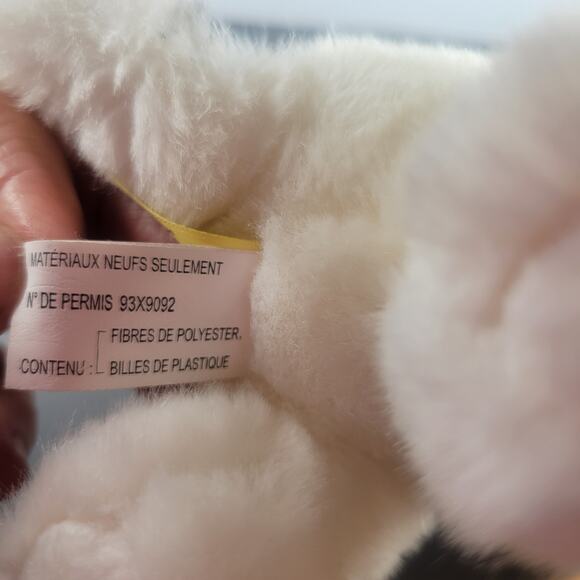 MATÉRIAUX NEUFS SEULEMENT
N° DE PERMIS 93X9092
FIBRES DE POLYESTER,
CONTENU : BILLES DE PLASTIQUE